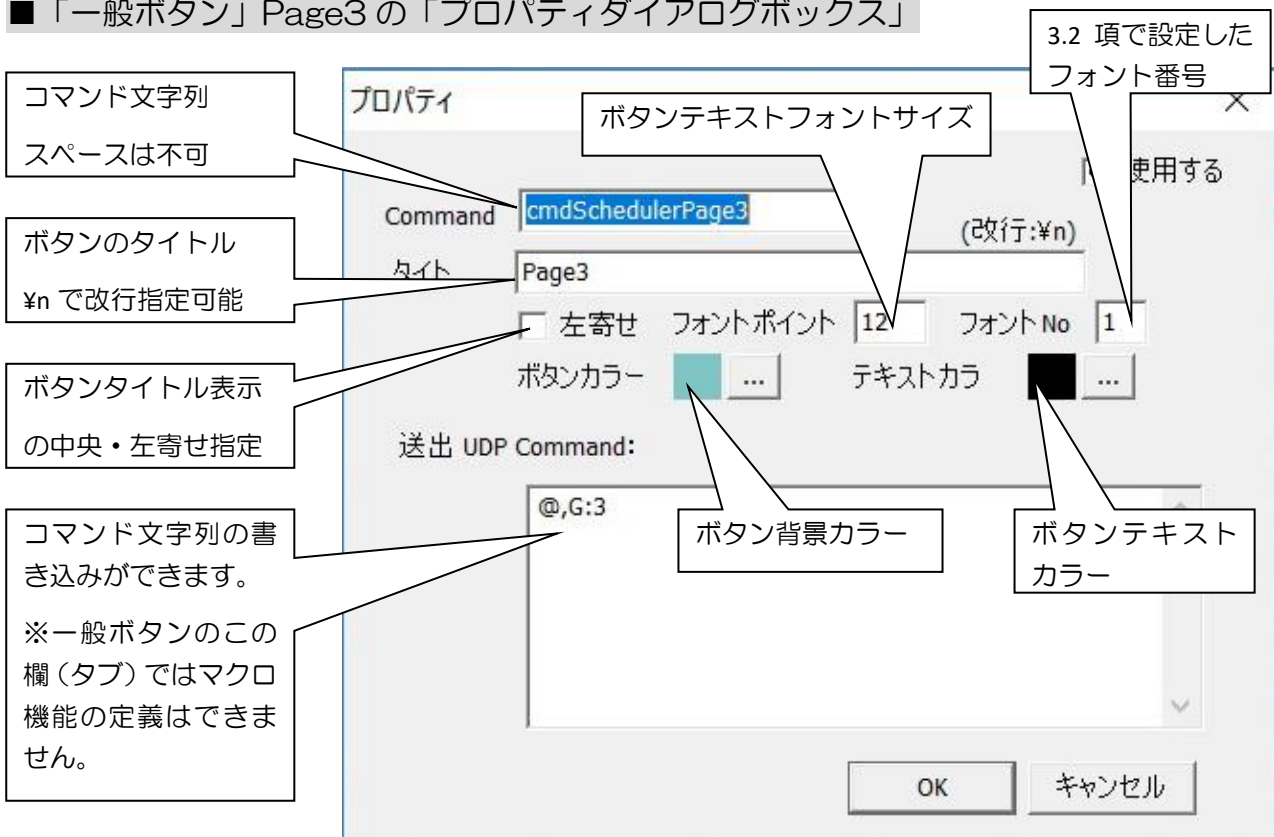 ■「一般ボタン」Page3 の「プロパティダイアログボックス」
3.2 項で設定した
フォント番号
コマンド文字列
スペースは不可
プロパティ
ボタンテキストフォントサイズ
使用する
Command
cmdSchedulerPage3
(改行:¥n)
ボタンのタイトル
¥n で改行指定可能
タイト
Page3
左寄せ
フォントポイント
12
フォント No
1
ボタンタイトル表示
の中央・左寄せ指定
ボタンカラー
...
テキストカラ
...
送出 UDP Command:
@,G:3
コマンド文字列の書
き込みができます。
※一般ボタンのこの
欄（タブ）ではマクロ
機能の定義はできま
せん。
ボタン背景カラー
ボタンテキスト
カラー
OK
キャンセル